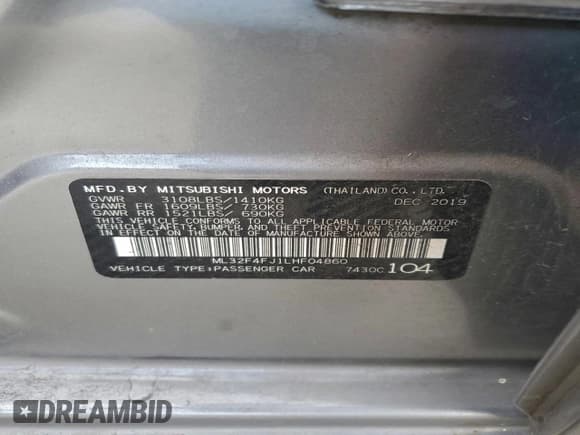 MFD.BY MITSUBISHI MOTORS (THAILAND)CO.,LTD.
GVWR 3108LBS/1410KG DEC 2019
GAWR FR 1609LBS/ 730KG
GAWR RR 1521LBS/ 690KG
THIS VEHICLE CONFORMS TO ALL APPLICABLE FEDERAL MOTOR
VEHICLE SAFETY, BUMPER, AND THEFT PREVENTION STANDARDS
IN EFFECT ON THE DATE OF MANUFACTURE SHOWN ABOVE.
ML32F4FJ1LHF04860
VEHICLE TYPE:PASSENGER CAR 7430C 104
DREAMBID